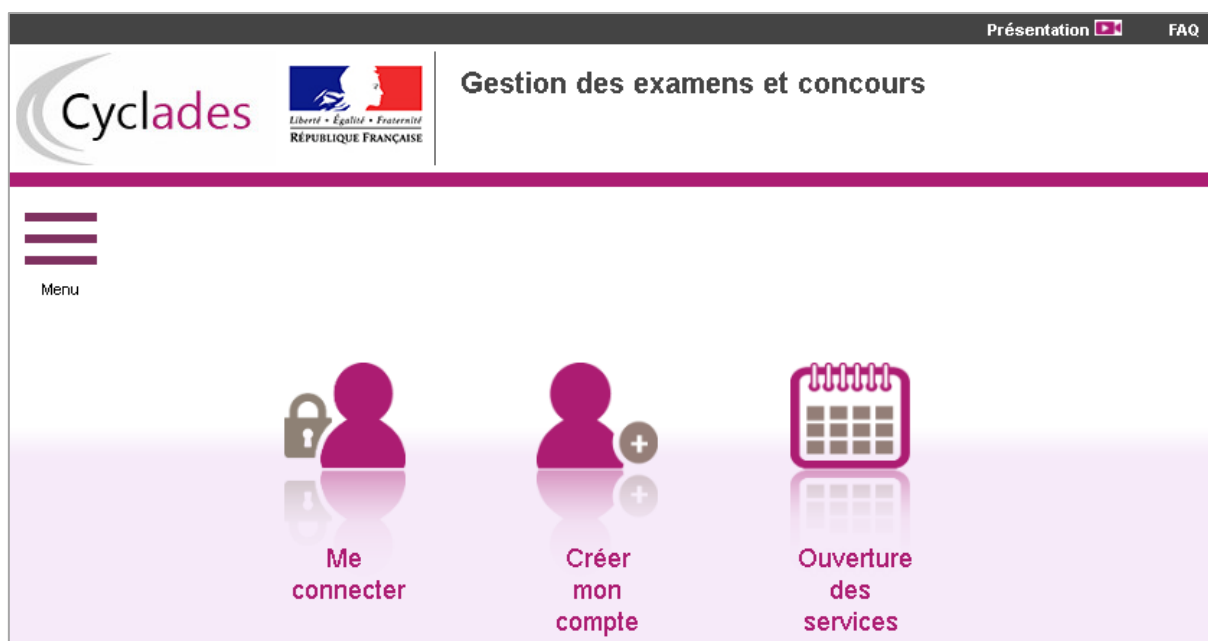 Présentation FAQ
Cyclades
Liberté • Égalité • Fraternité
RÉPUBLIQUE FRANÇAISE
Gestion des examens et concours
Menu
Me
connecter
Créer
mon
compte
Ouverture
des
services